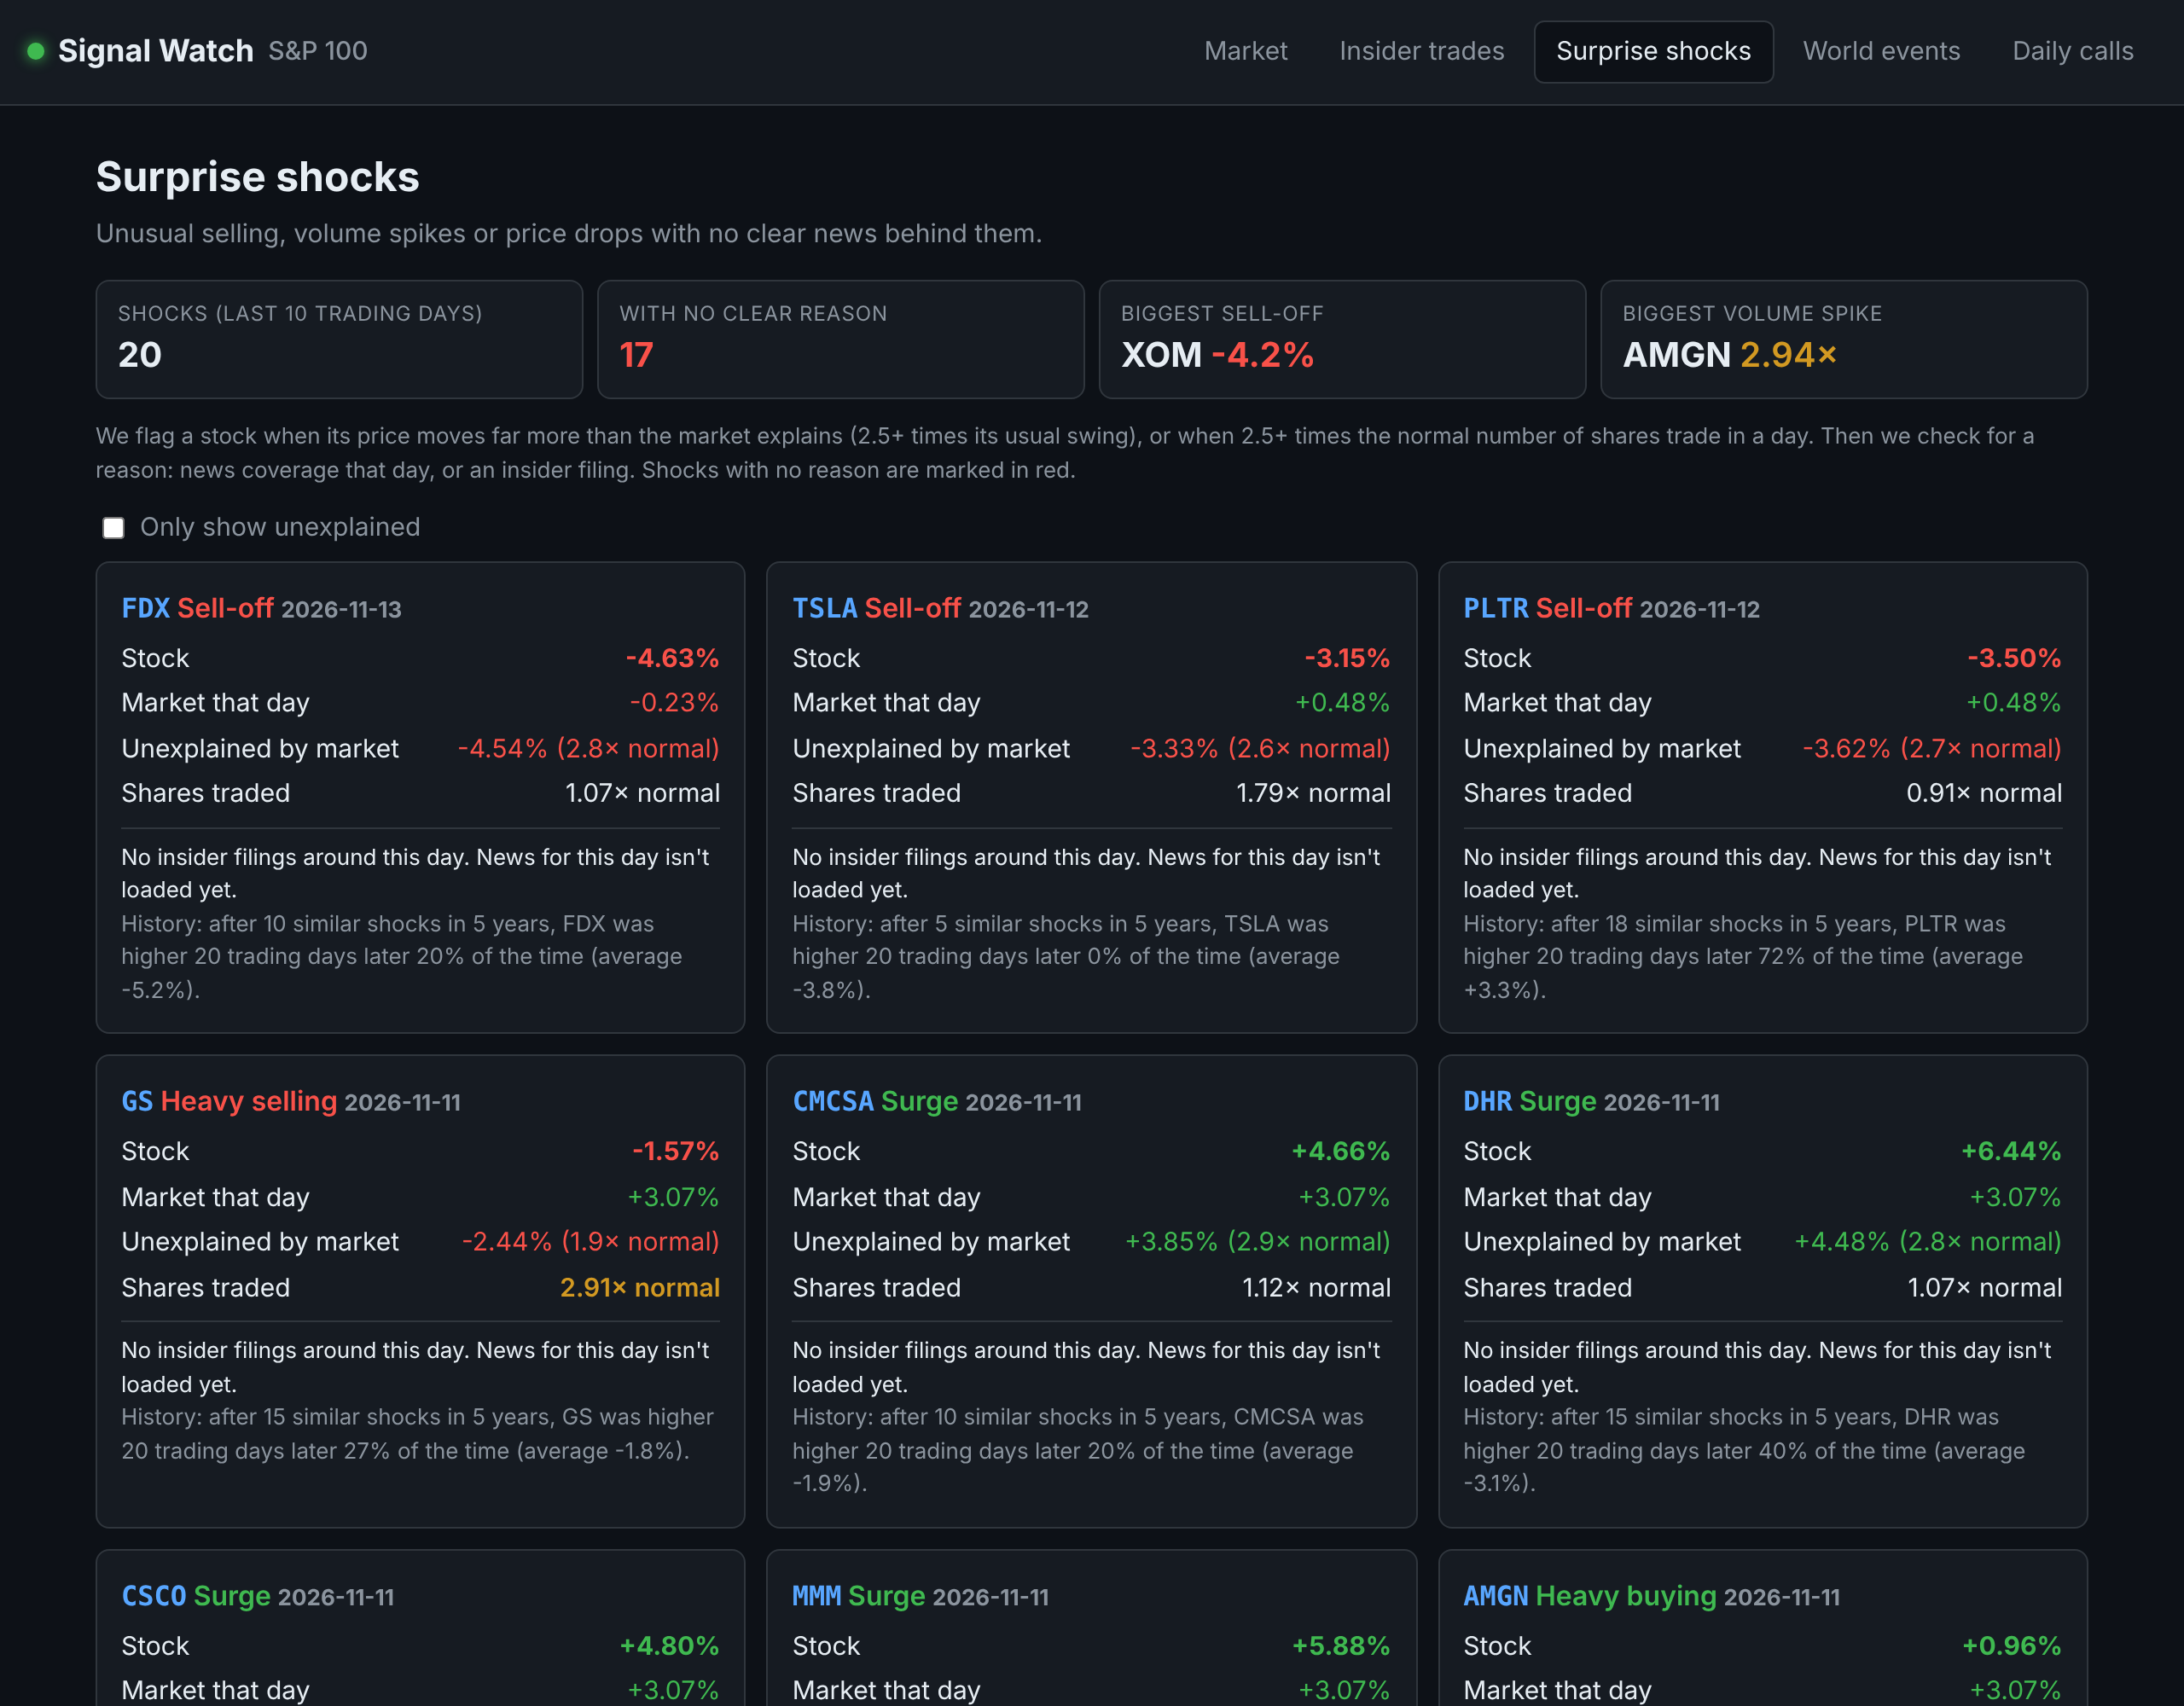 Signal Watch S&P 100
Market Insider trades Surprise shocks World events Daily calls
Surprise shocks
Unusual selling, volume spikes or price drops with no clear news behind them.
SHOCKS (LAST 10 TRADING DAYS)
20
WITH NO CLEAR REASON
17
BIGGEST SELL-OFF
XOM -4.2%
BIGGEST VOLUME SPIKE
AMGN 2.94×
We flag a stock when its price moves far more than the market explains (2.5+ times its usual swing), or when 2.5+ times the normal number of shares trade in a day. Then we check for a
reason: news coverage that day, or an insider filing. Shocks with no reason are marked in red.
Only show unexplained
FDX Sell-off 2026-11-13
Stock -4.63%
Market that day -0.23%
Unexplained by market -4.54% (2.8× normal)
Shares traded 1.07× normal
No insider filings around this day. News for this day isn't
loaded yet.
History: after 10 similar shocks in 5 years, FDX was
higher 20 trading days later 20% of the time (average
-5.2%).
TSLA Sell-off 2026-11-12
Stock -3.15%
Market that day +0.48%
Unexplained by market -3.33% (2.6× normal)
Shares traded 1.79× normal
No insider filings around this day. News for this day isn't
loaded yet.
History: after 5 similar shocks in 5 years, TSLA was
higher 20 trading days later 0% of the time (average
-3.8%).
PLTR Sell-off 2026-11-12
Stock -3.50%
Market that day +0.48%
Unexplained by market -3.62% (2.7× normal)
Shares traded 0.91× normal
No insider filings around this day. News for this day isn't
loaded yet.
History: after 18 similar shocks in 5 years, PLTR was
higher 20 trading days later 72% of the time (average
+3.3%).
GS Heavy selling 2026-11-11
Stock -1.57%
Market that day +3.07%
Unexplained by market -2.44% (1.9× normal)
Shares traded 2.91× normal
No insider filings around this day. News for this day isn't
loaded yet.
History: after 15 similar shocks in 5 years, GS was higher
20 trading days later 27% of the time (average -1.8%).
CMCSA Surge 2026-11-11
Stock +4.66%
Market that day +3.07%
Unexplained by market +3.85% (2.9× normal)
Shares traded 1.12× normal
No insider filings around this day. News for this day isn't
loaded yet.
History: after 10 similar shocks in 5 years, CMCSA was
higher 20 trading days later 20% of the time (average
-1.9%).
DHR Surge 2026-11-11
Stock +6.44%
Market that day +3.07%
Unexplained by market +4.48% (2.8× normal)
Shares traded 1.07× normal
No insider filings around this day. News for this day isn't
loaded yet.
History: after 15 similar shocks in 5 years, DHR was
higher 20 trading days later 40% of the time (average
-3.1%).
CSCO Surge 2026-11-11
Stock +4.80%
Market that day +3.07%
MMM Surge 2026-11-11
Stock +5.88%
Market that day +3.07%
AMGN Heavy buying 2026-11-11
Stock +0.96%
Market that day +3.07%